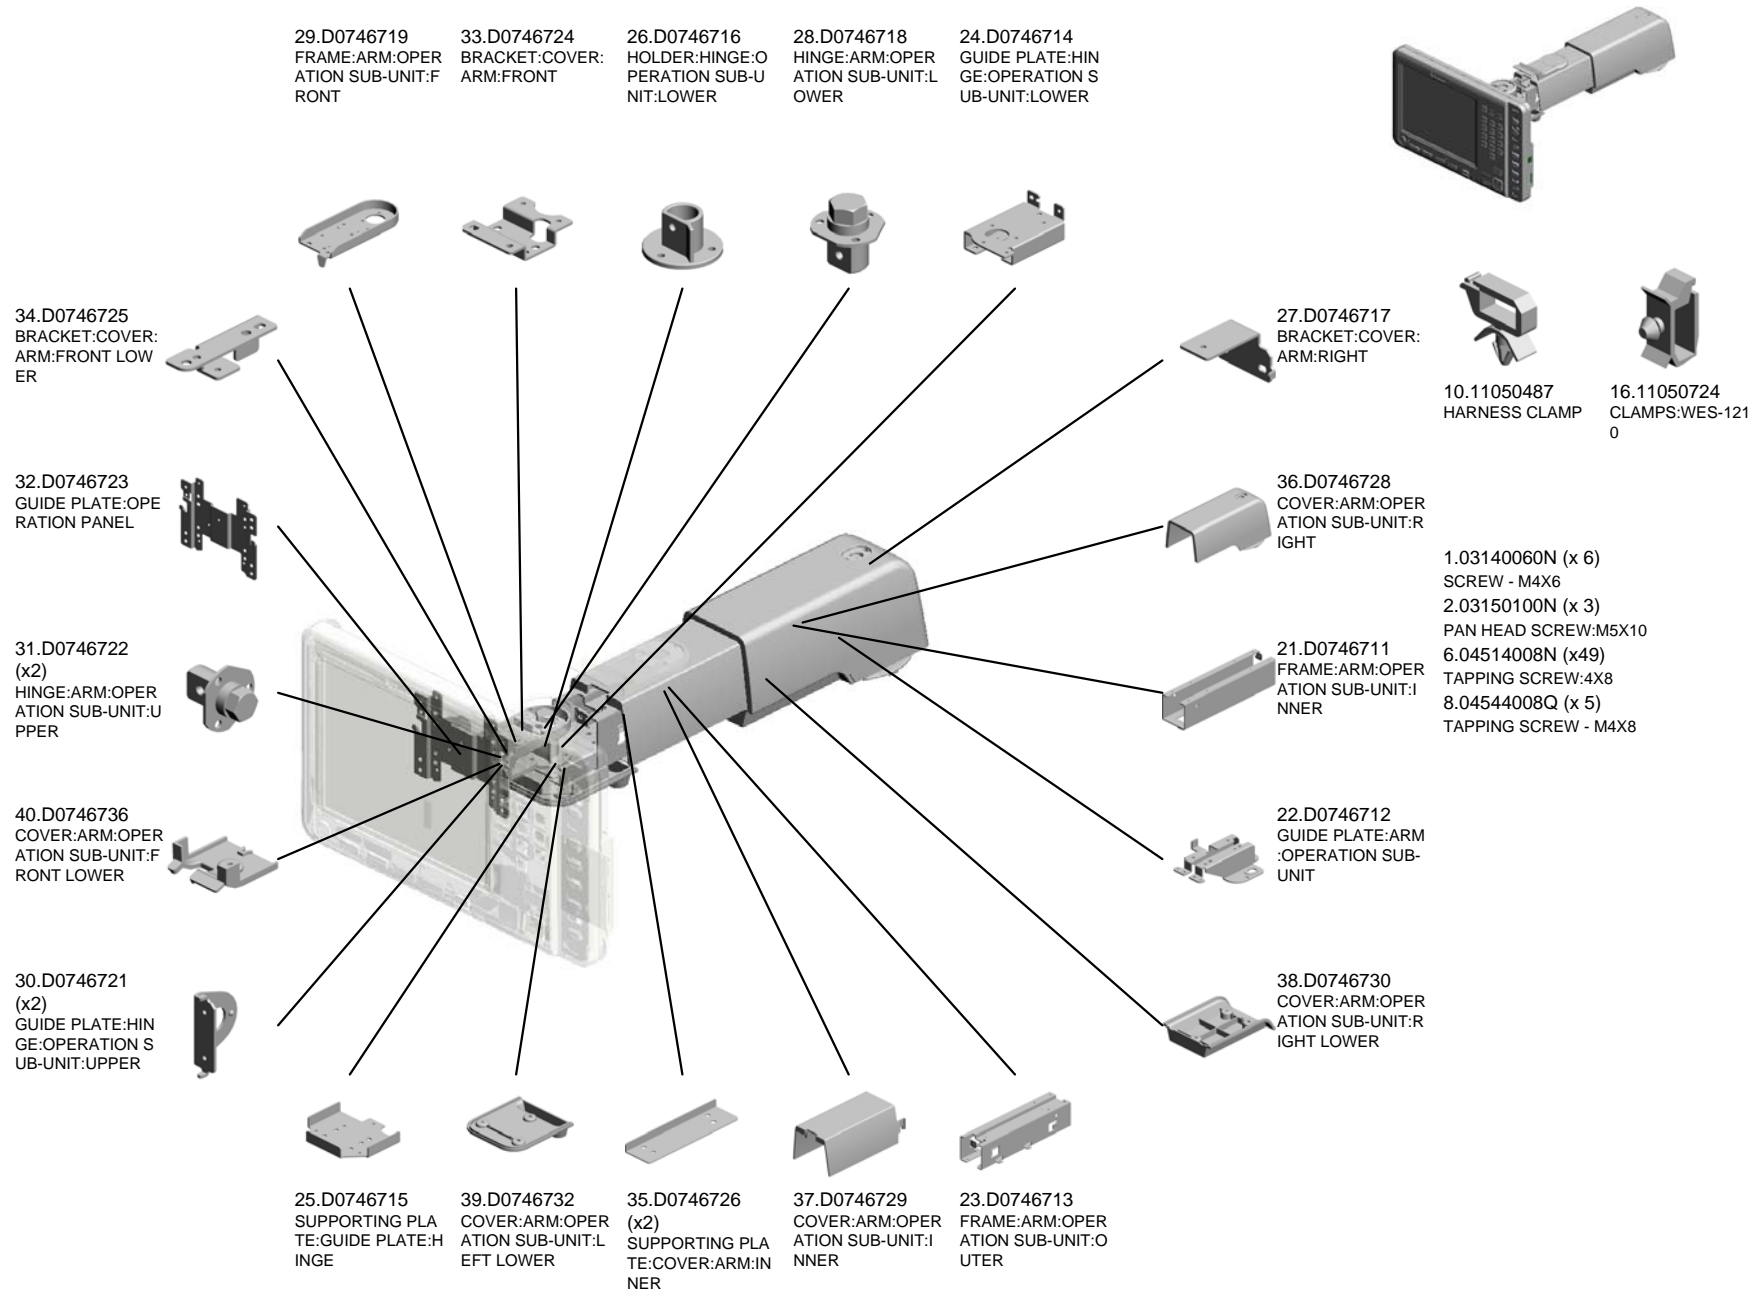 29.D0746719
FRAME:ARM:OPER
ATION SUB-UNIT:F
RONT
33.D0746724
BRACKET:COVER:
ARM:FRONT
26.D0746716
HOLDER:HINGE:O
PERATION SUB-U
NIT:LOWER
28.D0746718
HINGE:ARM:OPER
ATION SUB-UNIT:L
OWER
24.D0746714
GUIDE PLATE:HIN
GE:OPERATION S
UB-UNIT:LOWER
34.D0746725
BRACKET:COVER:
ARM:FRONT LOW
ER
27.D0746717
BRACKET:COVER:
ARM:RIGHT
10.11050487
HARNESS CLAMP
16.11050724
CLAMPS:WES-121
0
32.D0746723
GUIDE PLATE:OPE
RATION PANEL
36.D0746728
COVER:ARM:OPER
ATION SUB-UNIT:R
IGHT
1.03140060N (x 6)
SCREW - M4X6
2.03150100N (x 3)
PAN HEAD SCREW:M5X10
6.04514008N (x49)
TAPPING SCREW:4X8
8.04544008Q (x 5)
TAPPING SCREW - M4X8
31.D0746722
(x2)
HINGE:ARM:OPER
ATION SUB-UNIT:U
PPER
21.D0746711
FRAME:ARM:OPER
ATION SUB-UNIT:I
NNER
40.D0746736
COVER:ARM:OPER
ATION SUB-UNIT:F
RONT LOWER
22.D0746712
GUIDE PLATE:ARM
:OPERATION SUB-
UNIT
30.D0746721
(x2)
GUIDE PLATE:HIN
GE:OPERATION S
UB-UNIT:UPPER
38.D0746730
COVER:ARM:OPER
ATION SUB-UNIT:R
IGHT LOWER
25.D0746715
SUPPORTING PLA
TE:GUIDE PLATE:H
INGE
39.D0746732
COVER:ARM:OPER
ATION SUB-UNIT:L
EFT LOWER
35.D0746726
(x2)
SUPPORTING PLA
TE:COVER:ARM:IN
NER
37.D0746729
COVER:ARM:OPER
ATION SUB-UNIT:I
NNER
23.D0746713
FRAME:ARM:OPER
ATION SUB-UNIT:O
UTER